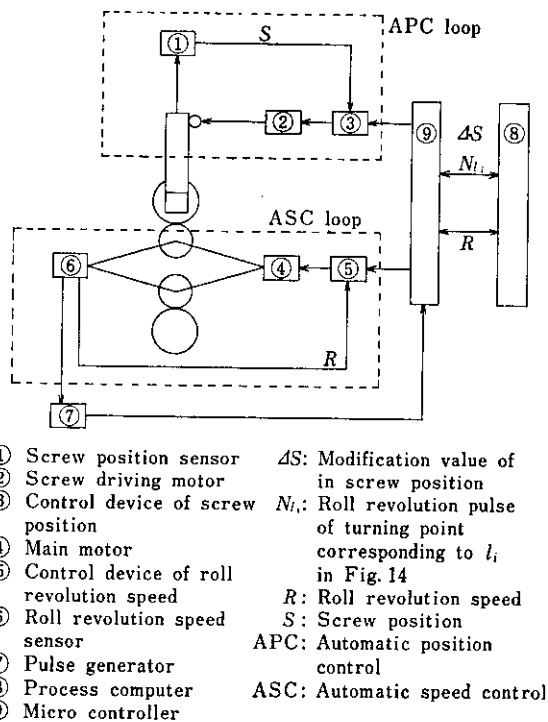 APC loop
① S
② ③ ⑨ ΔS ⑧
N_{l_i}
ASC loop
R
⑥ ④ ⑤
R
⑦
① Screw position sensor
② Screw driving motor
③ Control device of screw
position
④ Main motor
⑤ Control device of roll
revolution speed
⑥ Roll revolution speed
sensor
⑦ Pulse generator
⑧ Process computer
⑨ Micro controller
ΔS: Modification value of
in screw position
N_{l_i}: Roll revolution pulse
of turning point
corresponding to l_i
in Fig. 14
R: Roll revolution speed
S: Screw position
APC: Automatic position
control
ASC: Automatic speed control